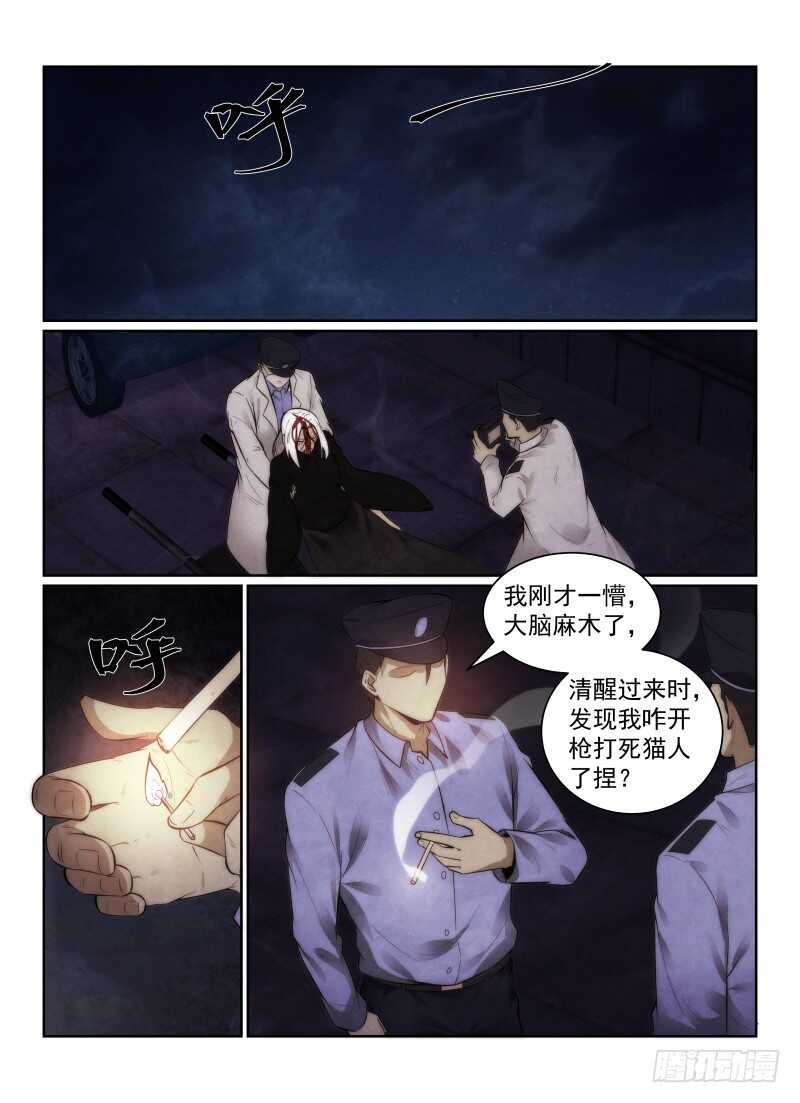 呼
呼
我刚才一懵，
大脑麻木了，
清醒过来时，
发现我咋开
枪打死猫人
了捏？
腾讯动漫